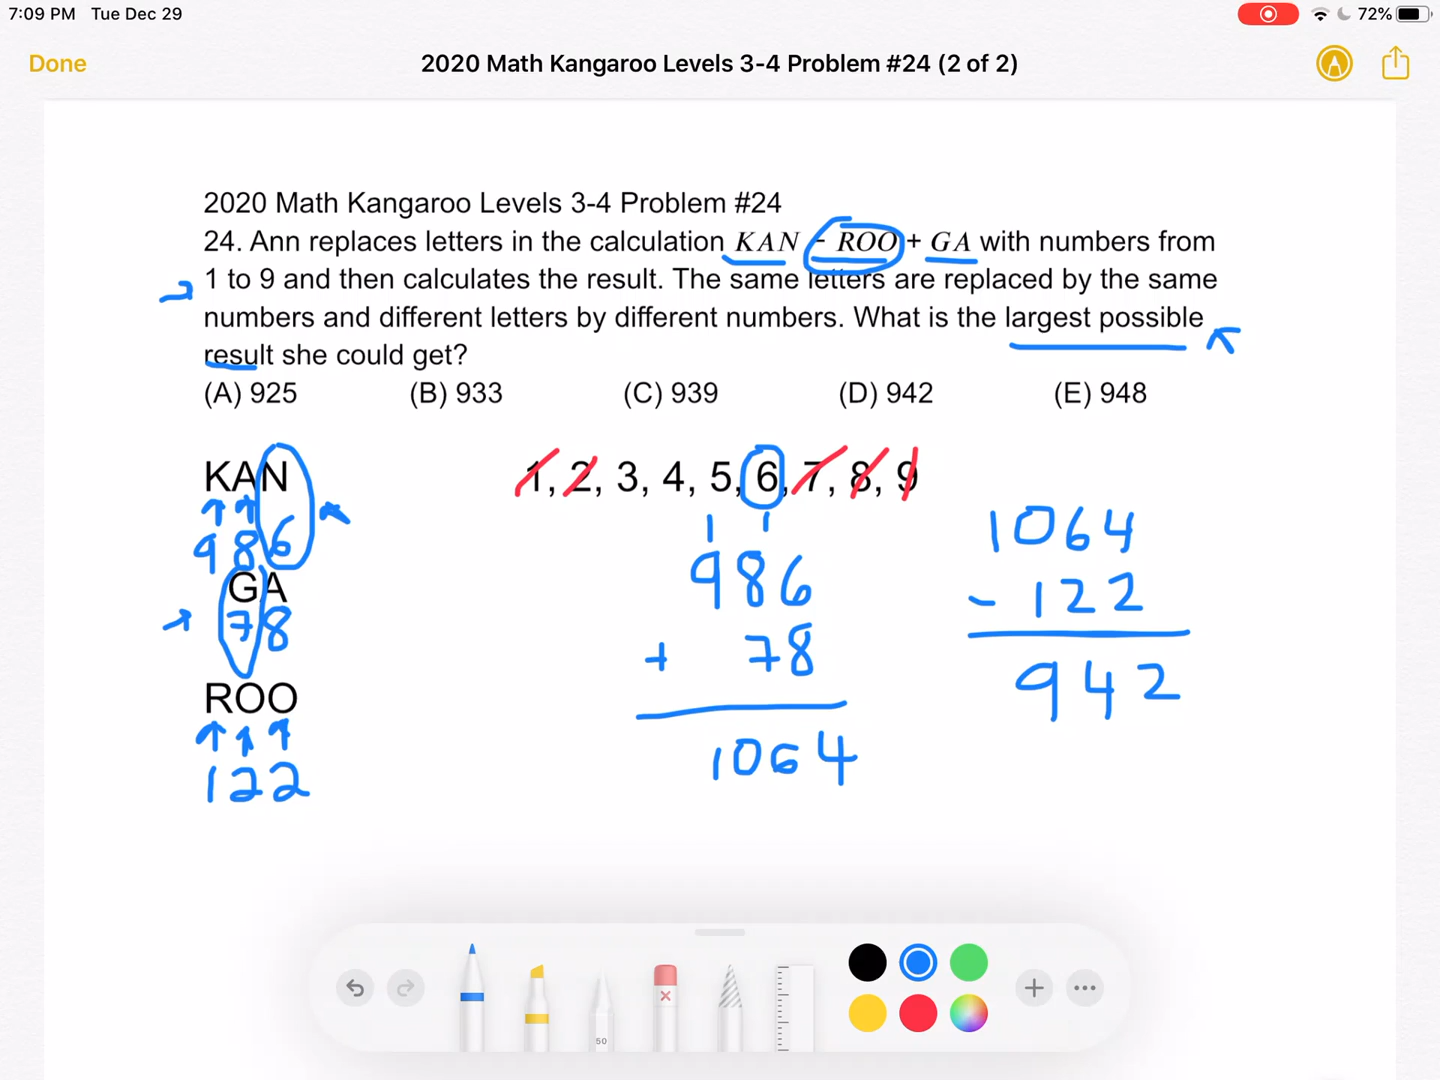 7:09 PM Tue Dec 29 72%
Done 2020 Math Kangaroo Levels 3-4 Problem #24 (2 of 2)
2020 Math Kangaroo Levels 3-4 Problem #24
24. Ann replaces letters in the calculation KAN - ROO + GA with numbers from
1 to 9 and then calculates the result. The same letters are replaced by the same
numbers and different letters by different numbers. What is the largest possible
result she could get?
(A) 925 (B) 933 (C) 939 (D) 942 (E) 948
KAN
986
GA
78
ROO
122
1, 2, 3, 4, 5, 6, 7, 8, 9
1 1
986
+ 78
1064
1064
- 122
942
50